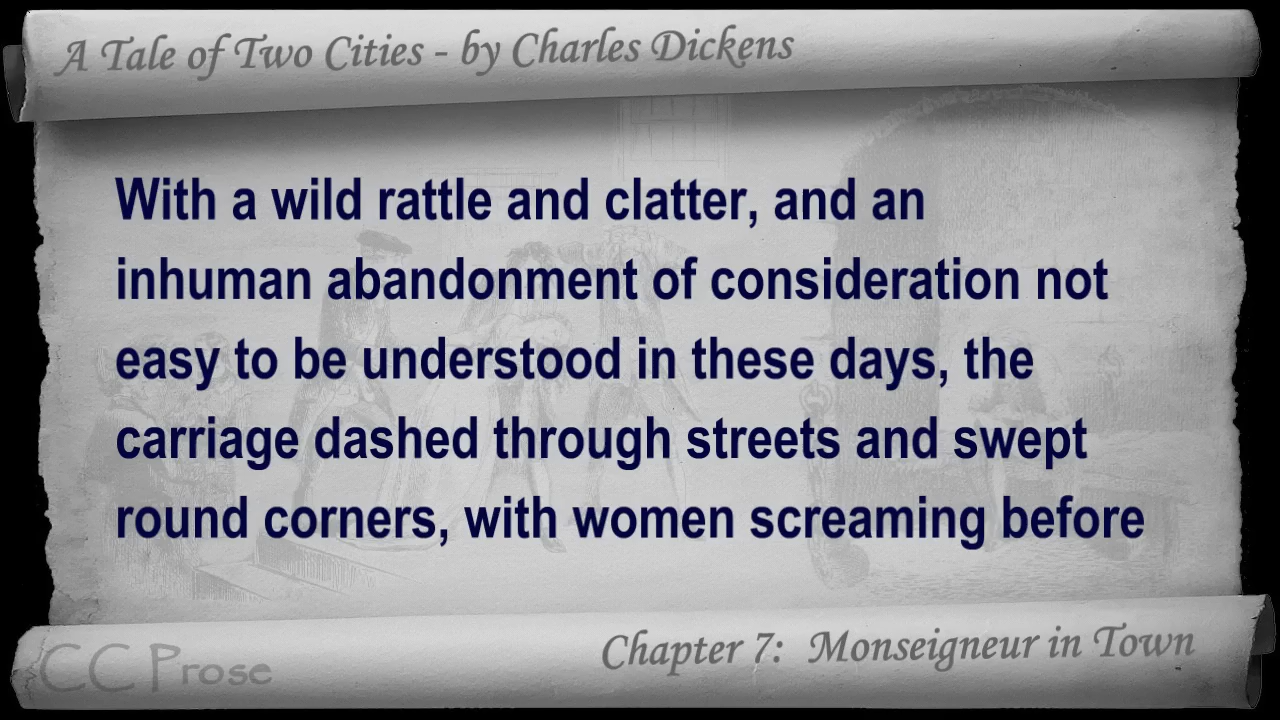 A Tale of Two Cities - by Charles Dickens
With a wild rattle and clatter, and an
inhuman abandonment of consideration not
easy to be understood in these days, the
carriage dashed through streets and swept
round corners, with women screaming before
Chapter 7: Monseigneur in Town
CC Prose